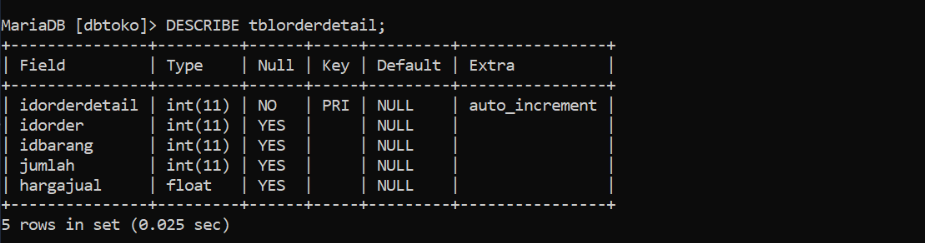 MariaDB [dbtoko]> DESCRIBE tblorderdetail;
+---------------+---------+------+-----+---------+----------------+
| Field         | Type    | Null | Key | Default | Extra          |
+---------------+---------+------+-----+---------+----------------+
| idorderdetail | int(11) | NO   | PRI | NULL    | auto_increment |
| idorder       | int(11) | YES  |     | NULL    |                |
| idbarang      | int(11) | YES  |     | NULL    |                |
| jumlah        | int(11) | YES  |     | NULL    |                |
| hargajual     | float   | YES  |     | NULL    |                |
+---------------+---------+------+-----+---------+----------------+
5 rows in set (0.025 sec)